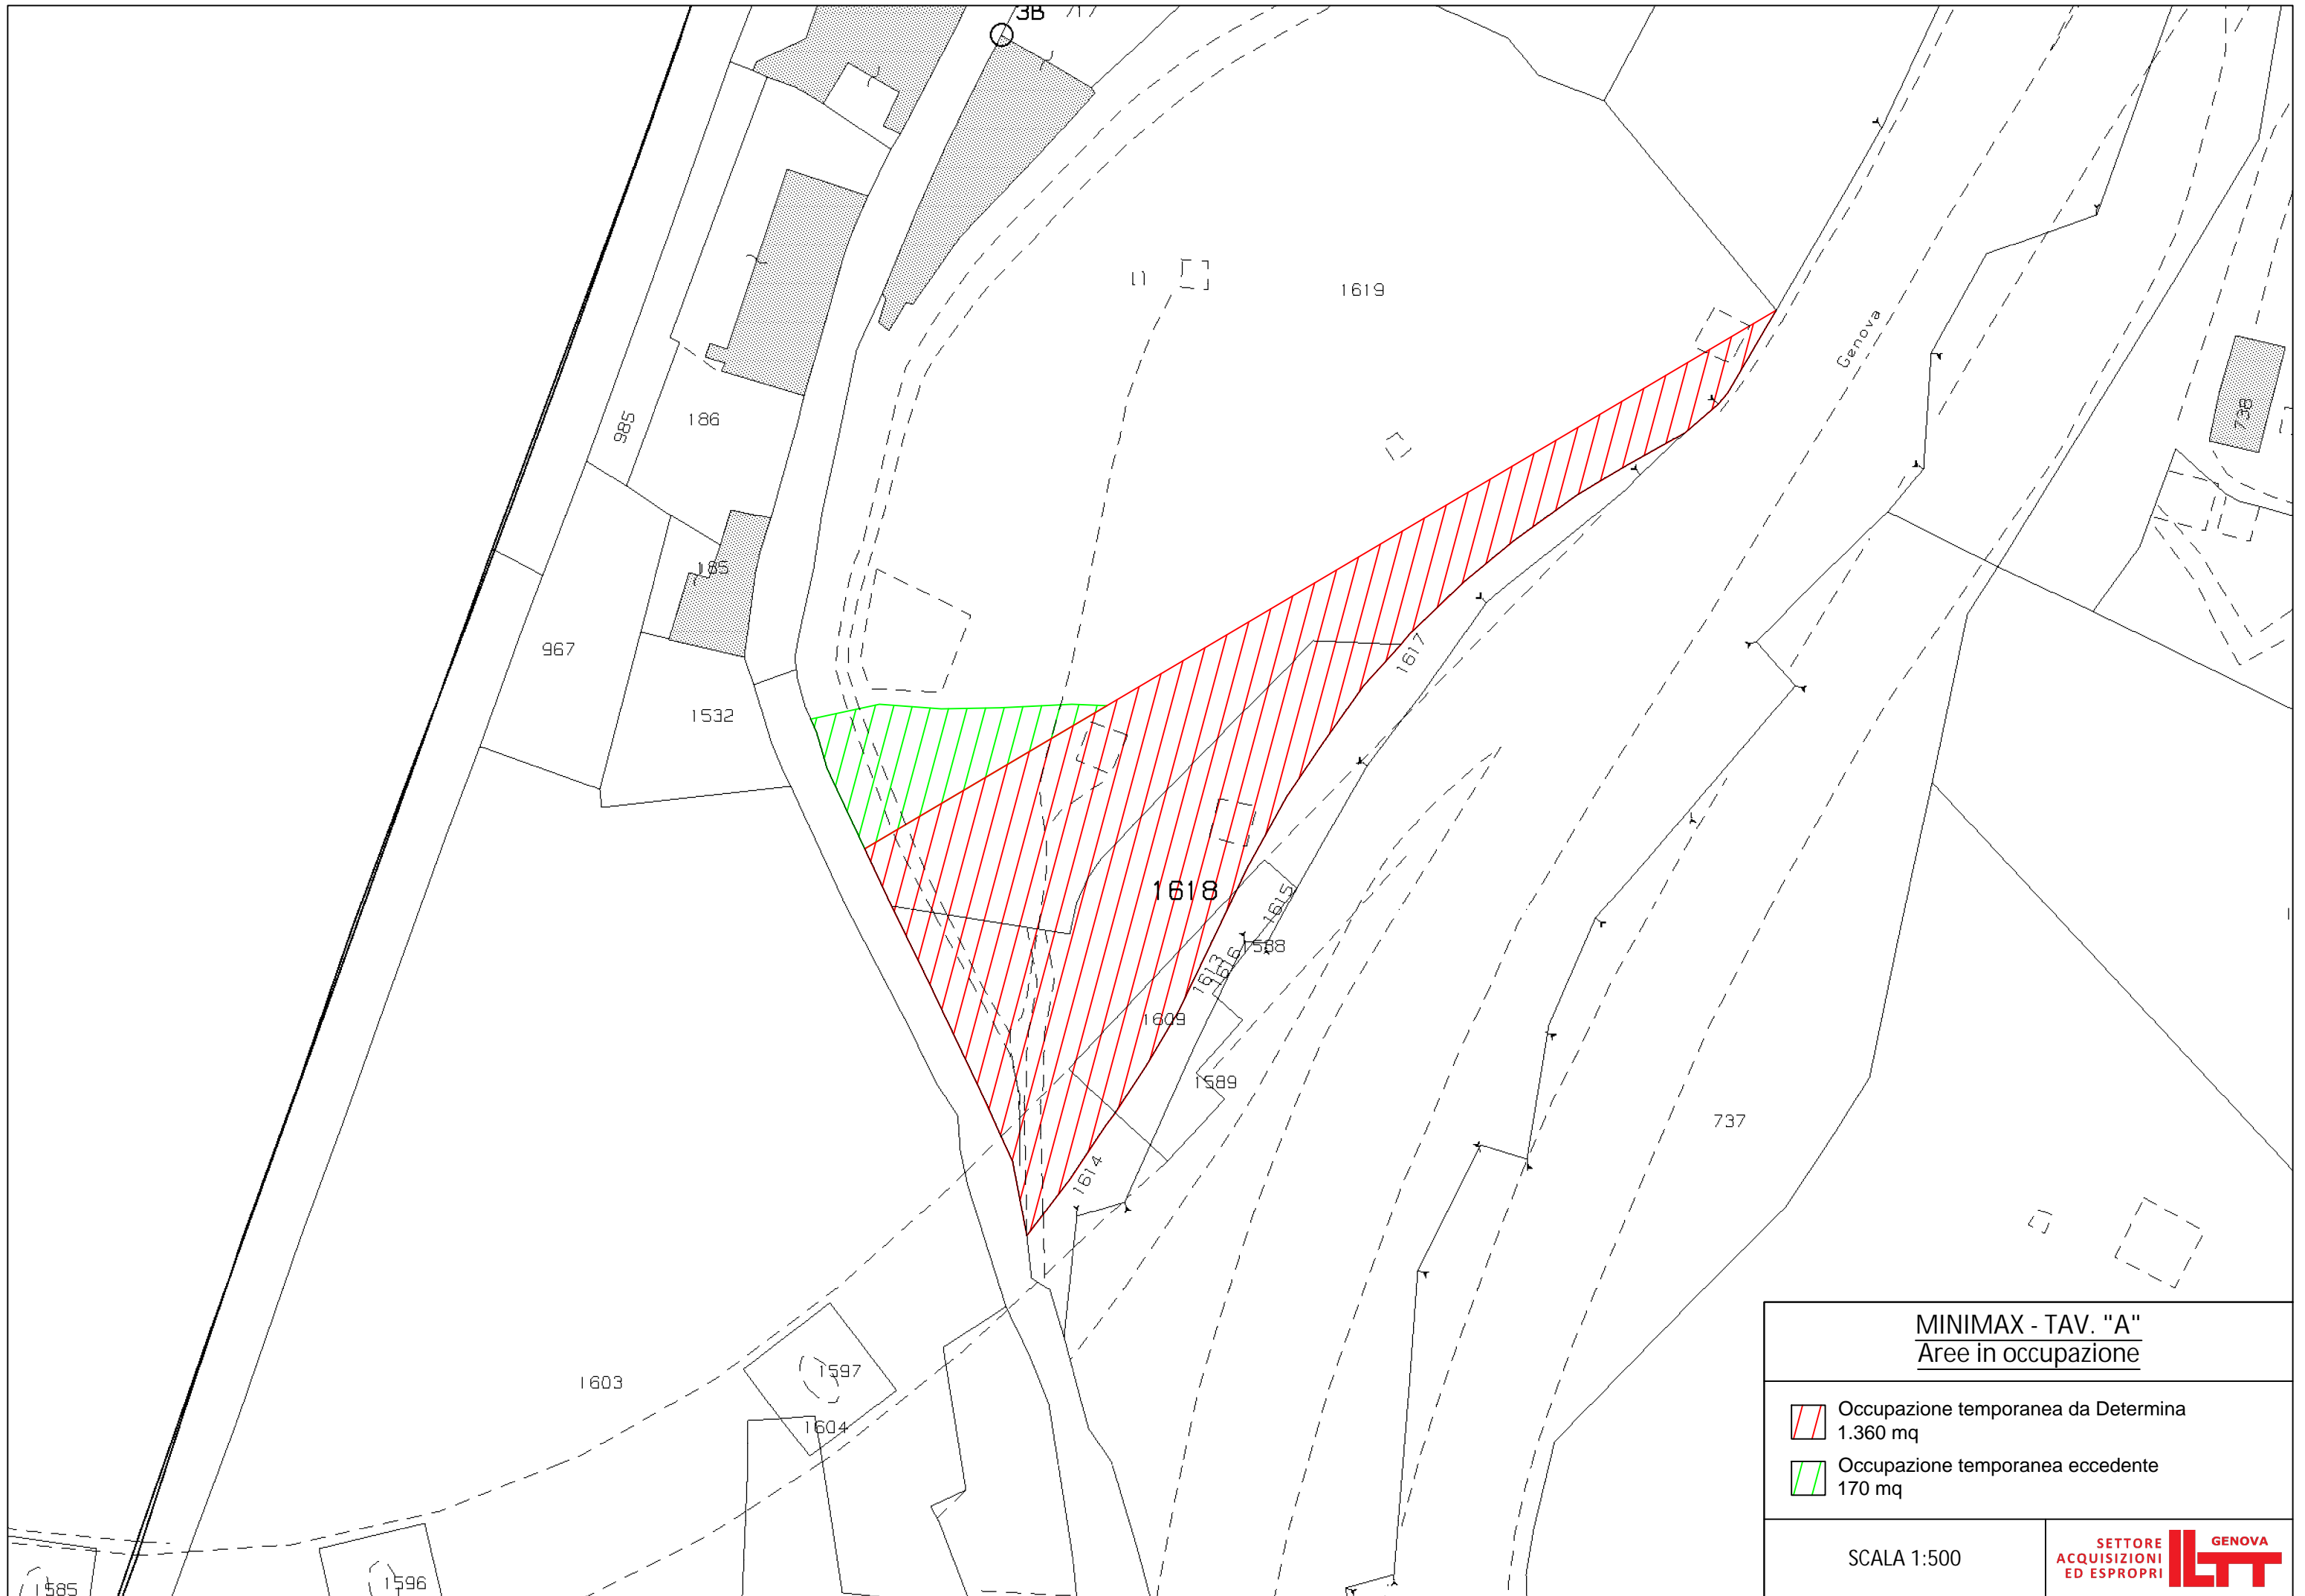 3B
1619
Genova
738
985
186
185
967
1617
1532
1618
1615
1588
1613
1616
1609
1589
737
1614
1603
1597
1604
1596
1585
MINIMAX - TAV. "A"
Aree in occupazione
Occupazione temporanea da Determina
1.360 mq
Occupazione temporanea eccedente
170 mq
SCALA 1:500
SETTORE
ACQUISIZIONI
ED ESPROPRI
GENOVA